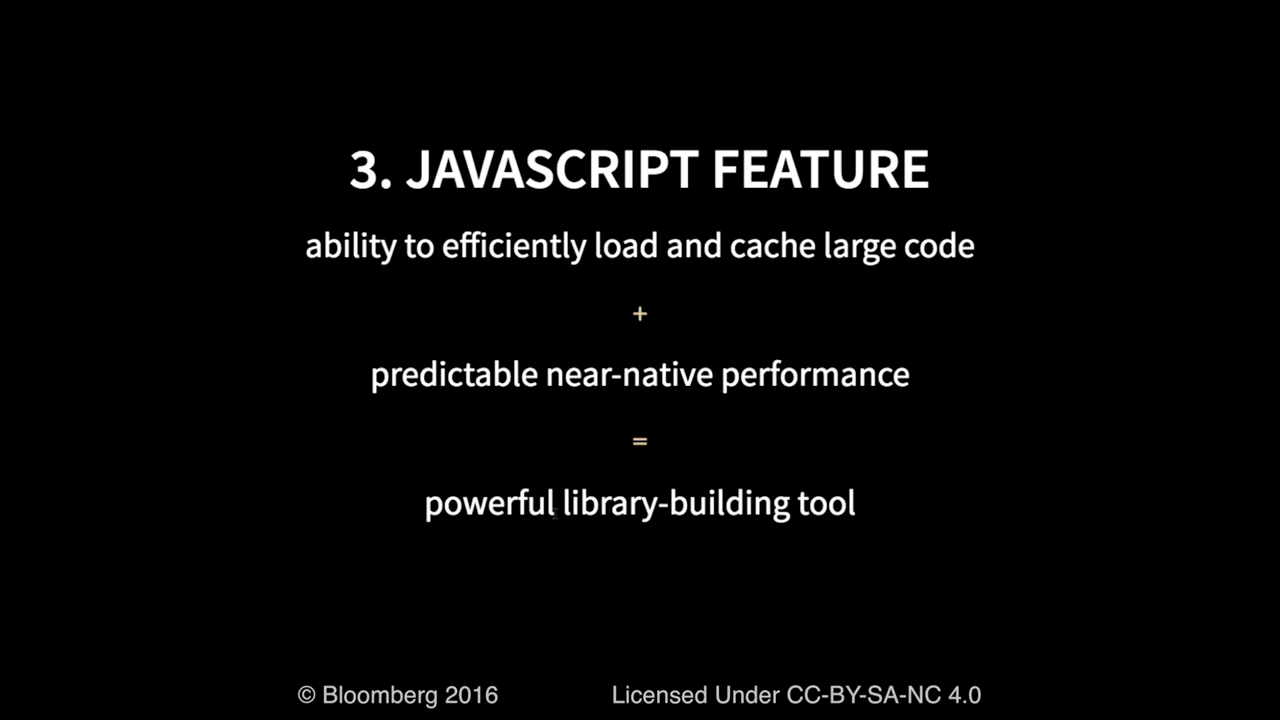 3. JAVASCRIPT FEATURE
ability to efficiently load and cache large code
+
predictable near-native performance
=
powerful library-building tool
© Bloomberg 2016 Licensed Under CC-BY-SA-NC 4.0